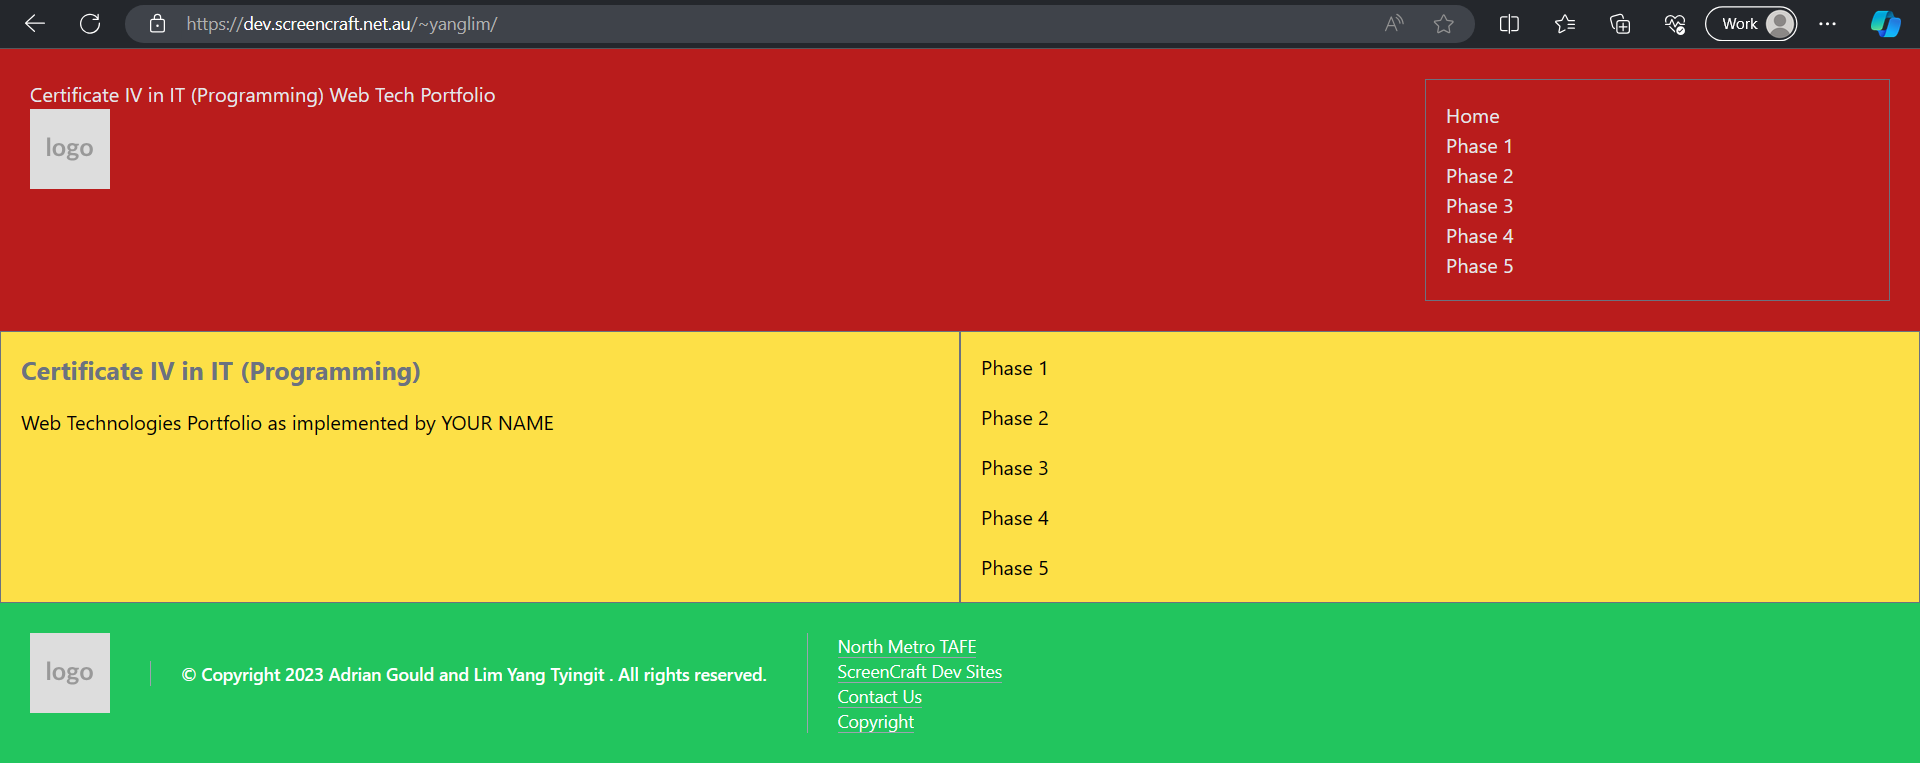 https://dev.screencraft.net.au/~yanglim/
Work
Certificate IV in IT (Programming) Web Tech Portfolio
logo
Home
Phase 1
Phase 2
Phase 3
Phase 4
Phase 5
Certificate IV in IT (Programming)
Web Technologies Portfolio as implemented by YOUR NAME
Phase 1
Phase 2
Phase 3
Phase 4
Phase 5
logo
© Copyright 2023 Adrian Gould and Lim Yang Tyingit . All rights reserved.
North Metro TAFE
ScreenCraft Dev Sites
Contact Us
Copyright